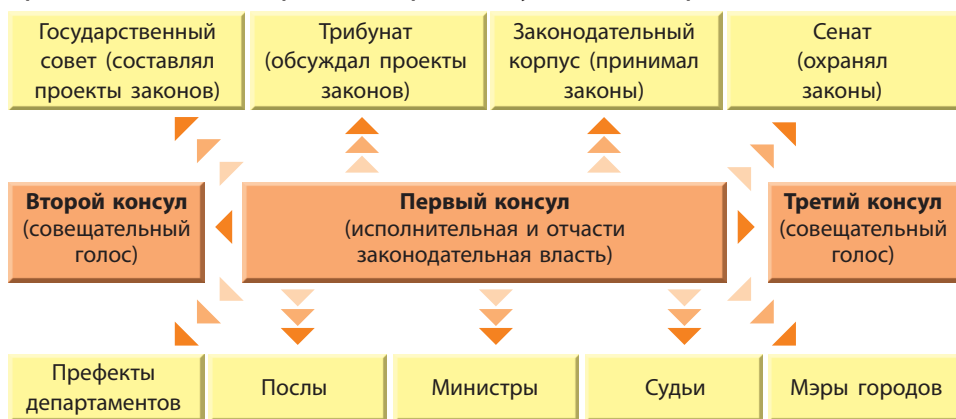 Государственный
совет (составлял
проекты законов)
Трибунат
(обсуждал проекты
законов)
Законодательный
корпус (принимал
законы)
Сенат
(охранял
законы)
Второй консул
(совещательный
голос)
Первый консул
(исполнительная и отчасти
законодательная власть)
Третий консул
(совещательный
голос)
Префекты
департаментов
Послы
Министры
Судьи
Мэры городов